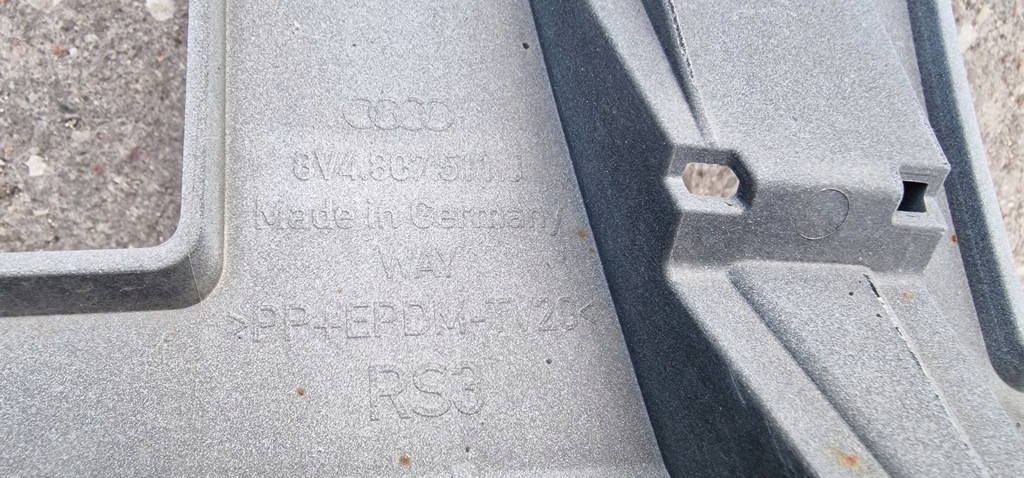 8V4.807 511.J
Made In Germany
WAY
>PP+EPDM-TV20<
RS3